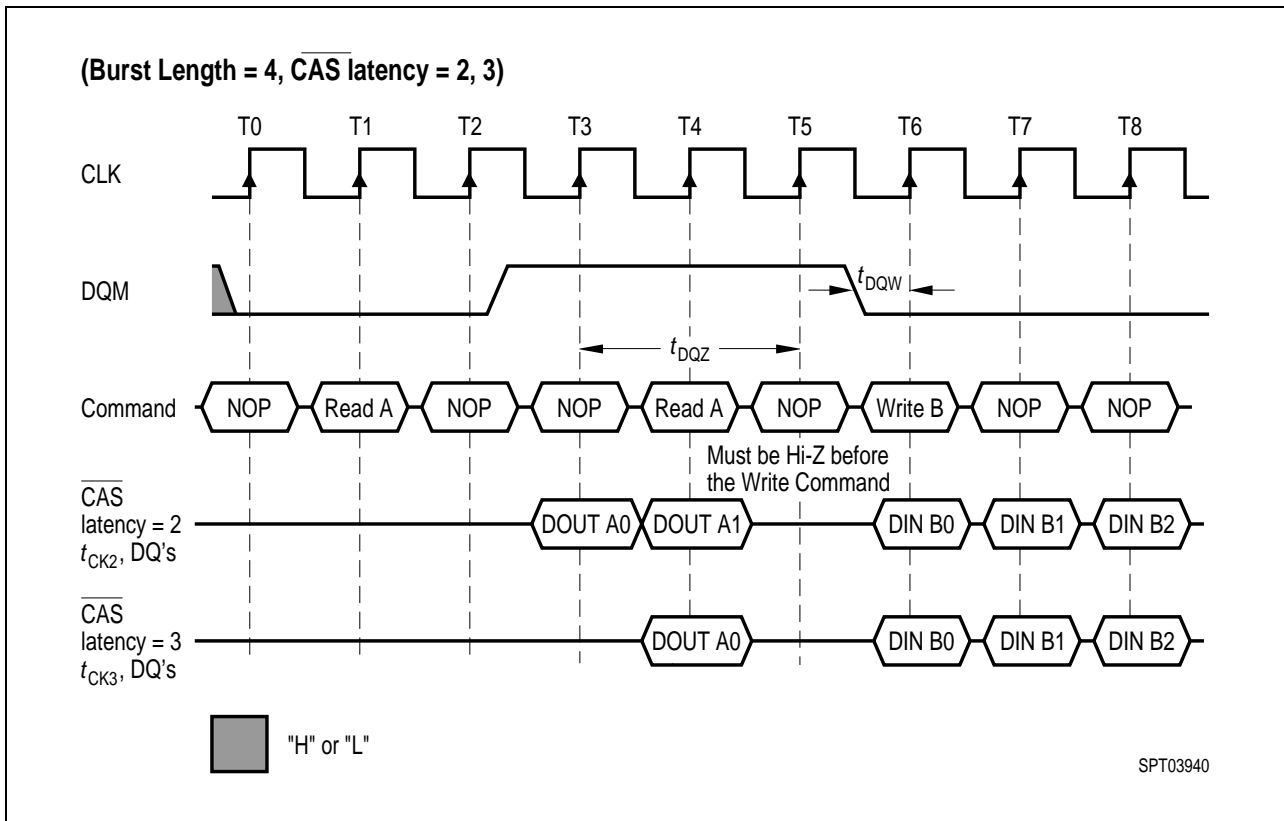 (Burst Length = 4, CAS latency = 2, 3)
T0 T1 T2 T3 T4 T5 T6 T7 T8
CLK
DQM
tDQW
tDQZ
Command NOP Read A NOP NOP Read A NOP Write B NOP NOP
Must be Hi-Z before
the Write Command
CAS
latency = 2
tCK2, DQ's
DOUT A0 DOUT A1 DIN B0 DIN B1 DIN B2
CAS
latency = 3
tCK3, DQ's
DOUT A0 DIN B0 DIN B1 DIN B2
"H" or "L"
SPT03940